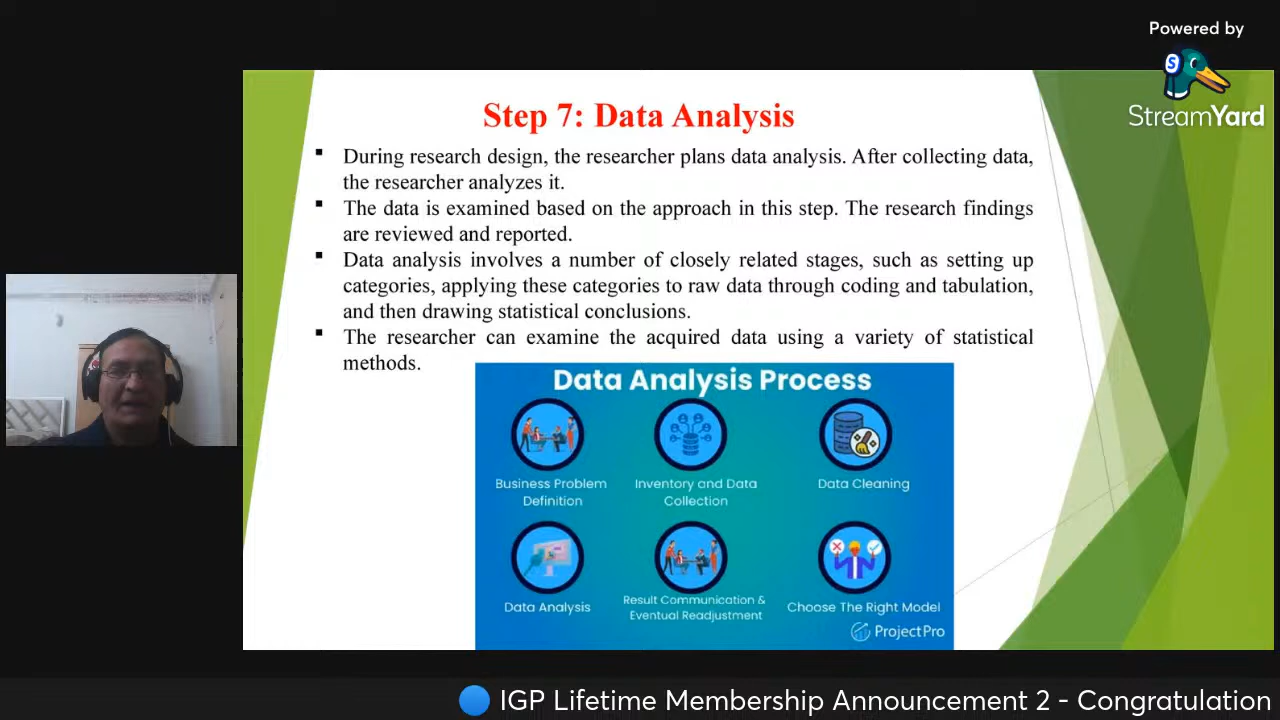 Powered by
StreamYard
Step 7: Data Analysis
▪ During research design, the researcher plans data analysis. After collecting data,
the researcher analyzes it.
▪ The data is examined based on the approach in this step. The research findings
are reviewed and reported.
▪ Data analysis involves a number of closely related stages, such as setting up
categories, applying these categories to raw data through coding and tabulation,
and then drawing statistical conclusions.
▪ The researcher can examine the acquired data using a variety of statistical
methods.
Data Analysis Process
Business Problem
Definition
Inventory and Data
Collection
Data Cleaning
Data Analysis
Result Communication &
Eventual Readjustment
Choose The Right Model
ProjectPro
IGP Lifetime Membership Announcement 2 - Congratulation